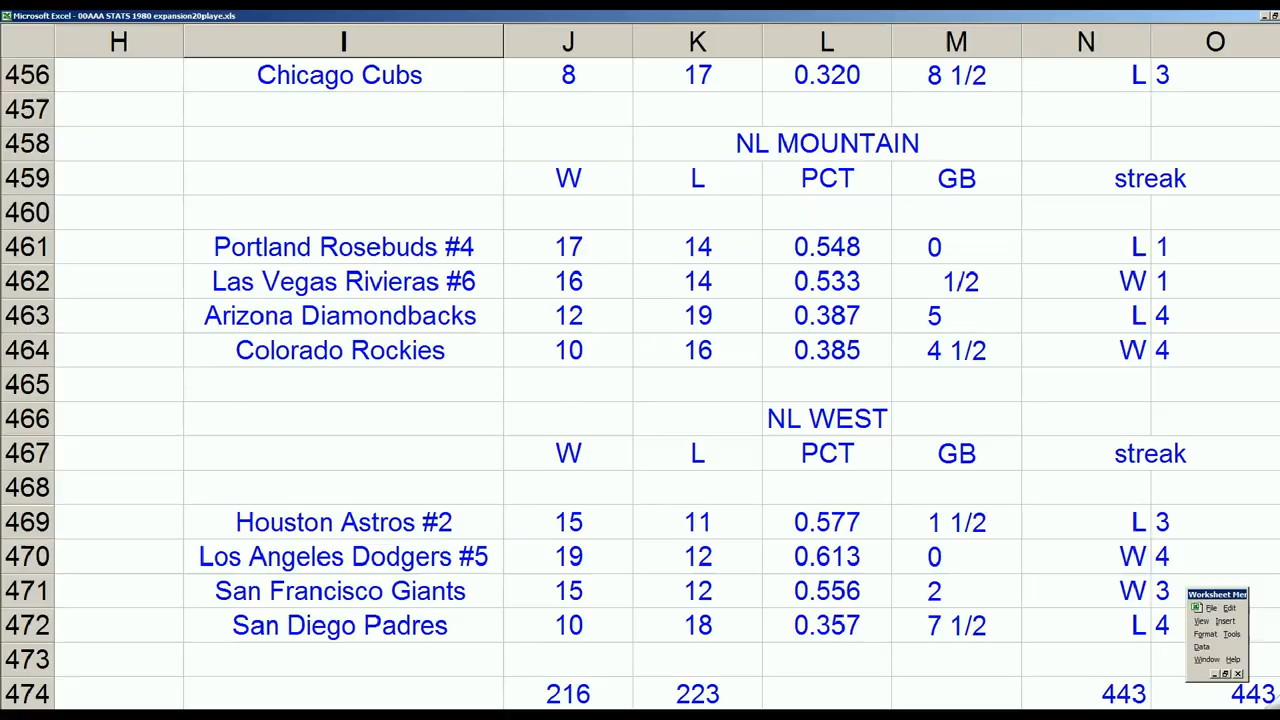 Microsoft Excel - 00AAA STATS 1980 expansion20playe.xls
H I J K L M N O
456 Chicago Cubs 8 17 0.320 8 1/2 L 3
457
458 NL MOUNTAIN
459 W L PCT GB streak
460
461 Portland Rosebuds #4 17 14 0.548 0 L 1
462 Las Vegas Rivieras #6 16 14 0.533 1/2 W 1
463 Arizona Diamondbacks 12 19 0.387 5 L 4
464 Colorado Rockies 10 16 0.385 4 1/2 W 4
465
466 NL WEST
467 W L PCT GB streak
468
469 Houston Astros #2 15 11 0.577 1 1/2 L 3
470 Los Angeles Dodgers #5 19 12 0.613 0 W 4
471 San Francisco Giants 15 12 0.556 2 W 3
472 San Diego Padres 10 18 0.357 7 1/2 L 4
473
474 216 223 443 443
Worksheet Mer
File Edit
View Insert
Format Tools
Data
Window Help